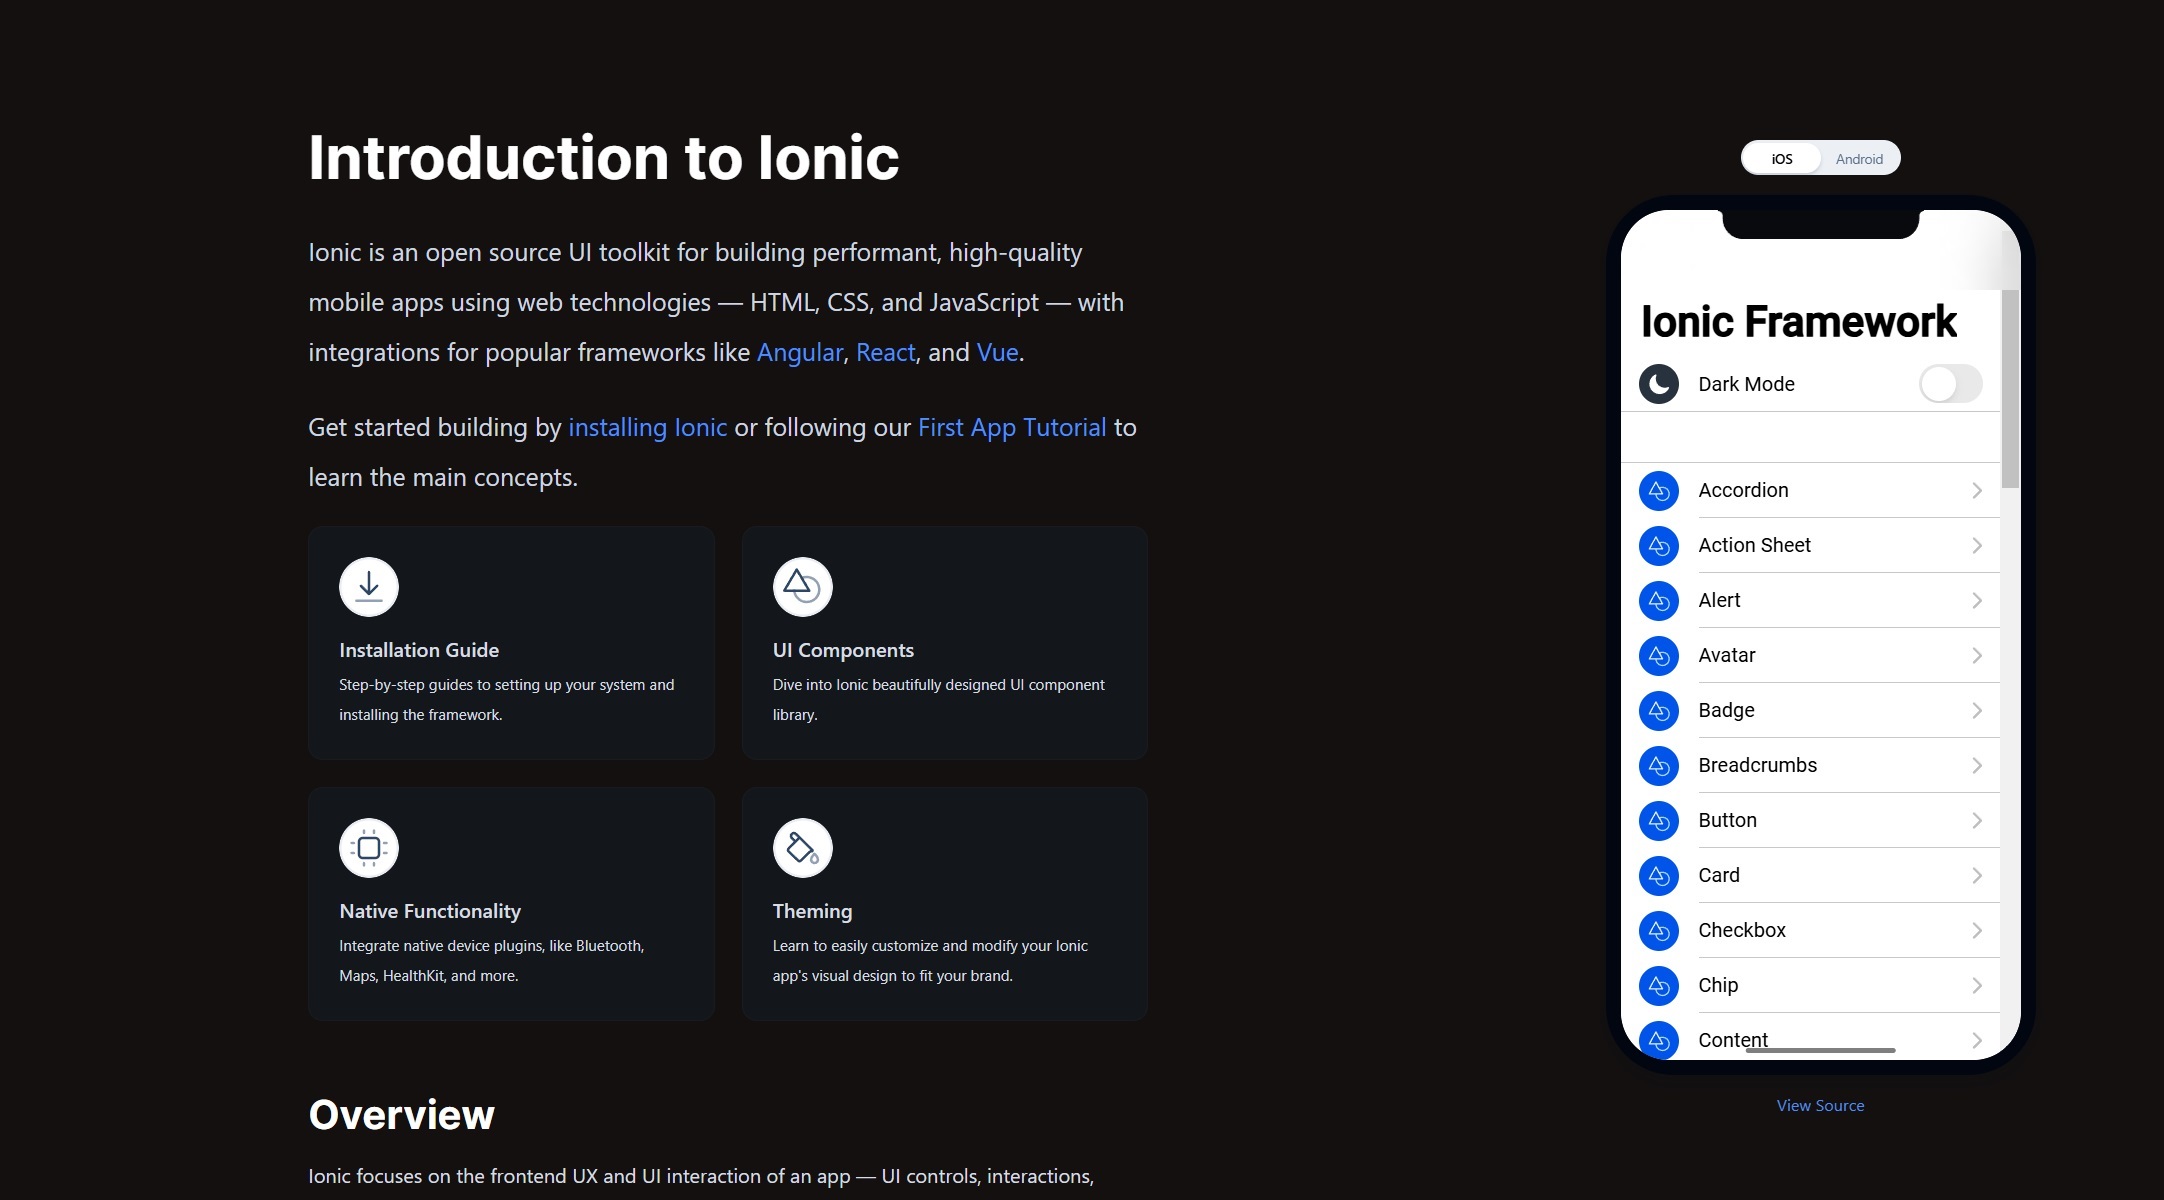 Introduction to Ionic
Ionic is an open source UI toolkit for building performant, high-quality
mobile apps using web technologies — HTML, CSS, and JavaScript — with
integrations for popular frameworks like Angular, React, and Vue.
Get started building by installing Ionic or following our First App Tutorial to
learn the main concepts.
Installation Guide
Step-by-step guides to setting up your system and
installing the framework.
UI Components
Dive into Ionic beautifully designed UI component
library.
Native Functionality
Integrate native device plugins, like Bluetooth,
Maps, HealthKit, and more.
Theming
Learn to easily customize and modify your Ionic
app's visual design to fit your brand.
Overview
Ionic focuses on the frontend UX and UI interaction of an app — UI controls, interactions,
iOS Android
Ionic Framework
Dark Mode
Accordion
Action Sheet
Alert
Avatar
Badge
Breadcrumbs
Button
Card
Checkbox
Chip
Content
View Source